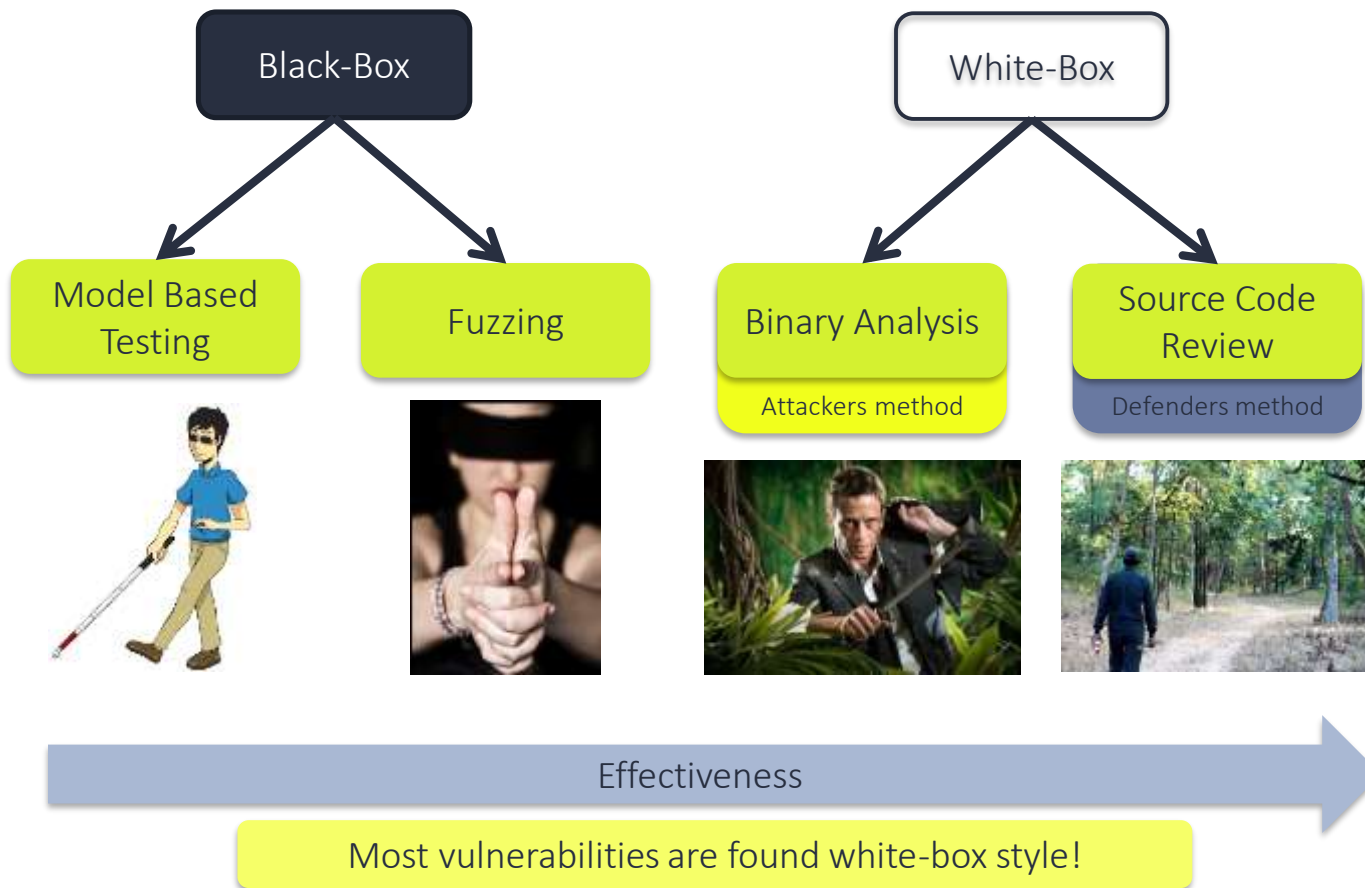 Black-Box
White-Box
Model Based
Testing
Fuzzing
Binary Analysis
Source Code
Review
Attackers method
Defenders method
Effectiveness
Most vulnerabilities are found white-box style!